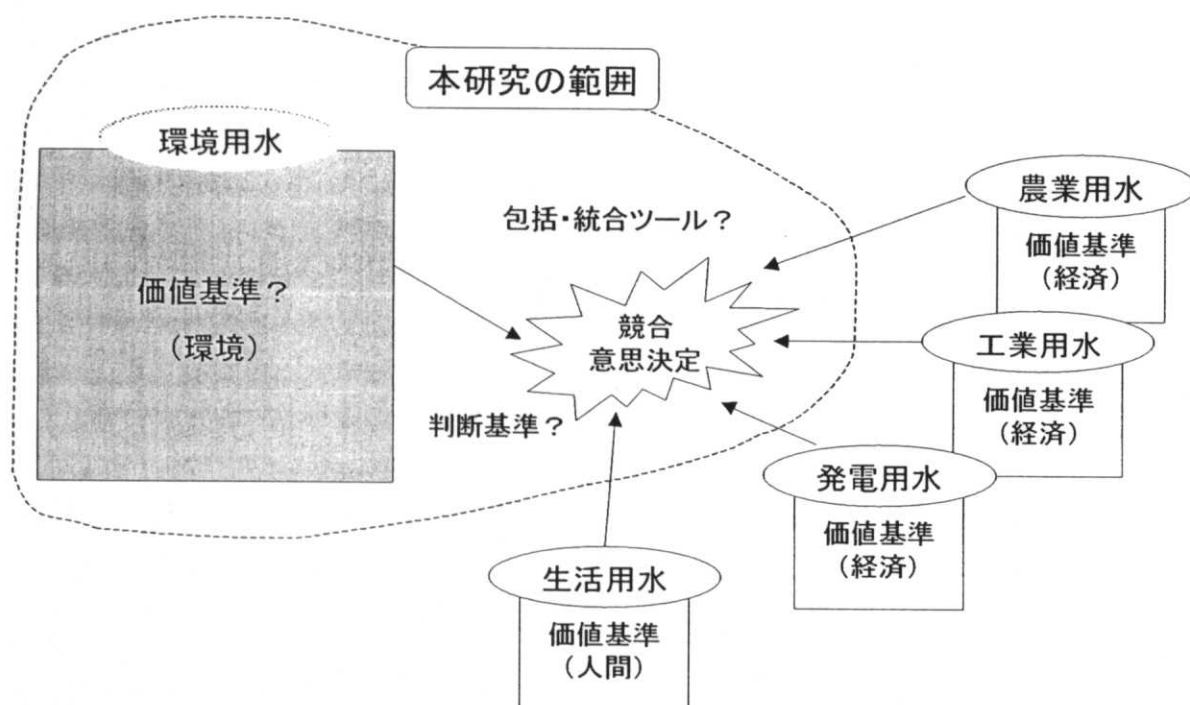 本研究の範囲
環境用水
価値基準？
（環境）
包括・統合ツール？
競合
意思決定
判断基準？
農業用水
価値基準
（経済）
工業用水
価値基準
（経済）
発電用水
価値基準
（経済）
生活用水
価値基準
（人間）